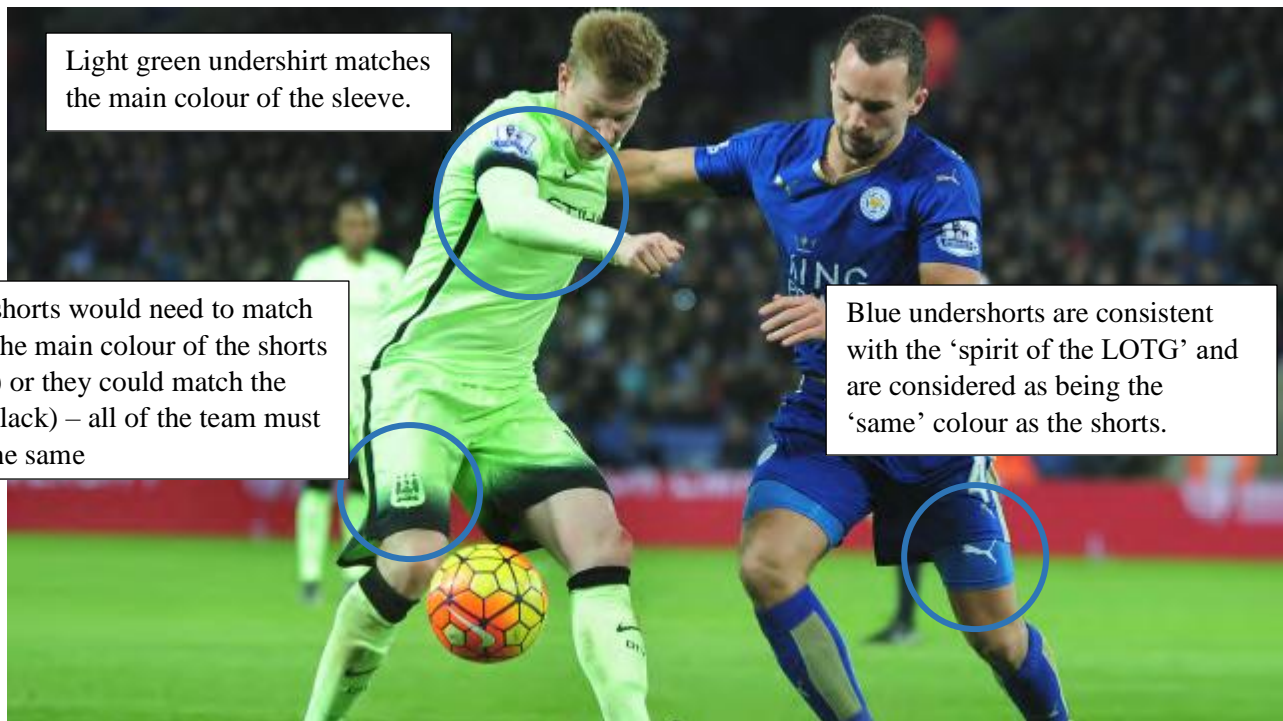 Light green undershirt matches
the main colour of the sleeve.
shorts would need to match
he main colour of the shorts
) or they could match the
lack) – all of the team must
he same
Blue undershorts are consistent
with the ‘spirit of the LOTG’ and
are considered as being the
‘same’ colour as the shorts.
KING